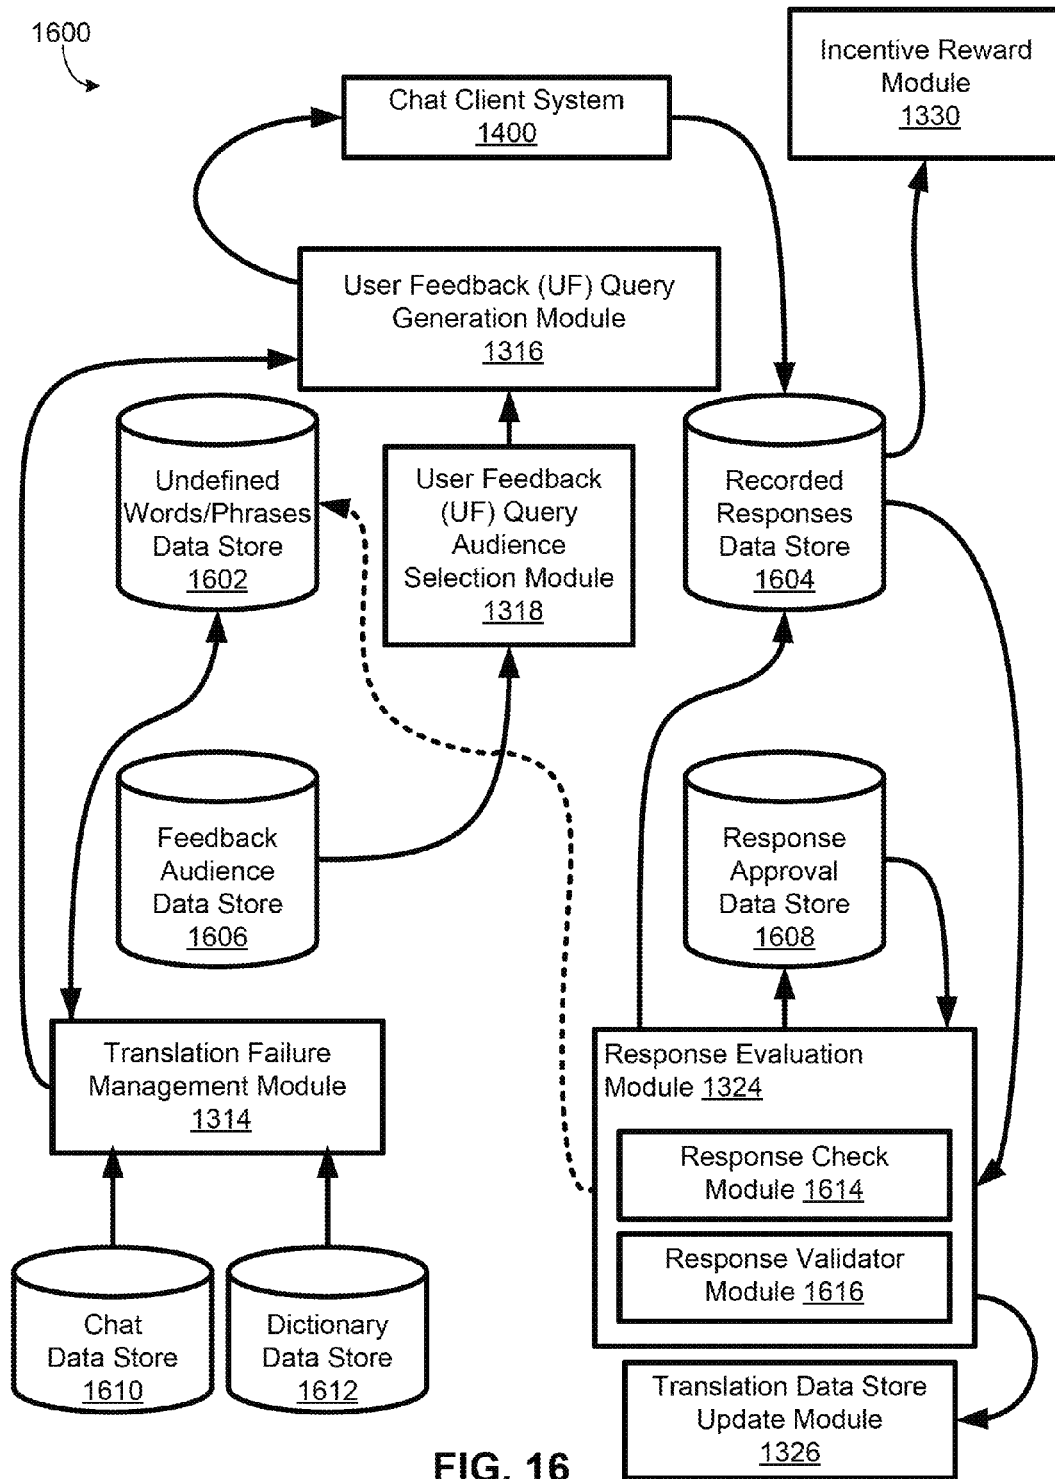 1600
Incentive Reward
Module
1330
Chat Client System
1400
User Feedback (UF) Query
Generation Module
1316
Undefined
Words/Phrases
Data Store
1602
User Feedback
(UF) Query
Audience
Selection Module
1318
Recorded
Responses
Data Store
1604
Feedback
Audience
Data Store
1606
Response
Approval
Data Store
1608
Translation Failure
Management Module
1314
Response Evaluation
Module 1324
Response Check
Module 1614
Response Validator
Module 1616
Chat
Data Store
1610
Dictionary
Data Store
1612
Translation Data Store
Update Module
1326
FIG. 16